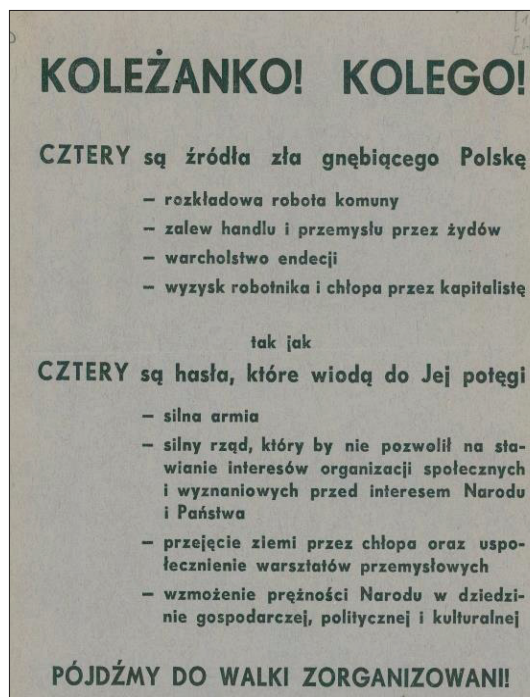 KOLEŻANKO! KOLEGO!
CZTERY są źródła zła gnębiącego Polskę
– rozkładowa robota komuny
– zalew handlu i przemysłu przez żydów
– warcholstwo endecji
– wyzysk robotnika i chłopa przez kapitalistę
tak jak
CZTERY są hasła, które wiodą do Jej potęgi
– silna armia
– silny rząd, który by nie pozwolił na sta-
wianie interesów organizacji społecznych
i wyznaniowych przed interesem Narodu
i Państwa
– przejęcie ziemi przez chłopa oraz uspo-
łecznienie warsztatów przemysłowych
– wzmożenie prężności Narodu w dziedzi-
nie gospodarczej, politycznej i kulturalnej
PÓJDŹMY DO WALKI ZORGANIZOWANI!